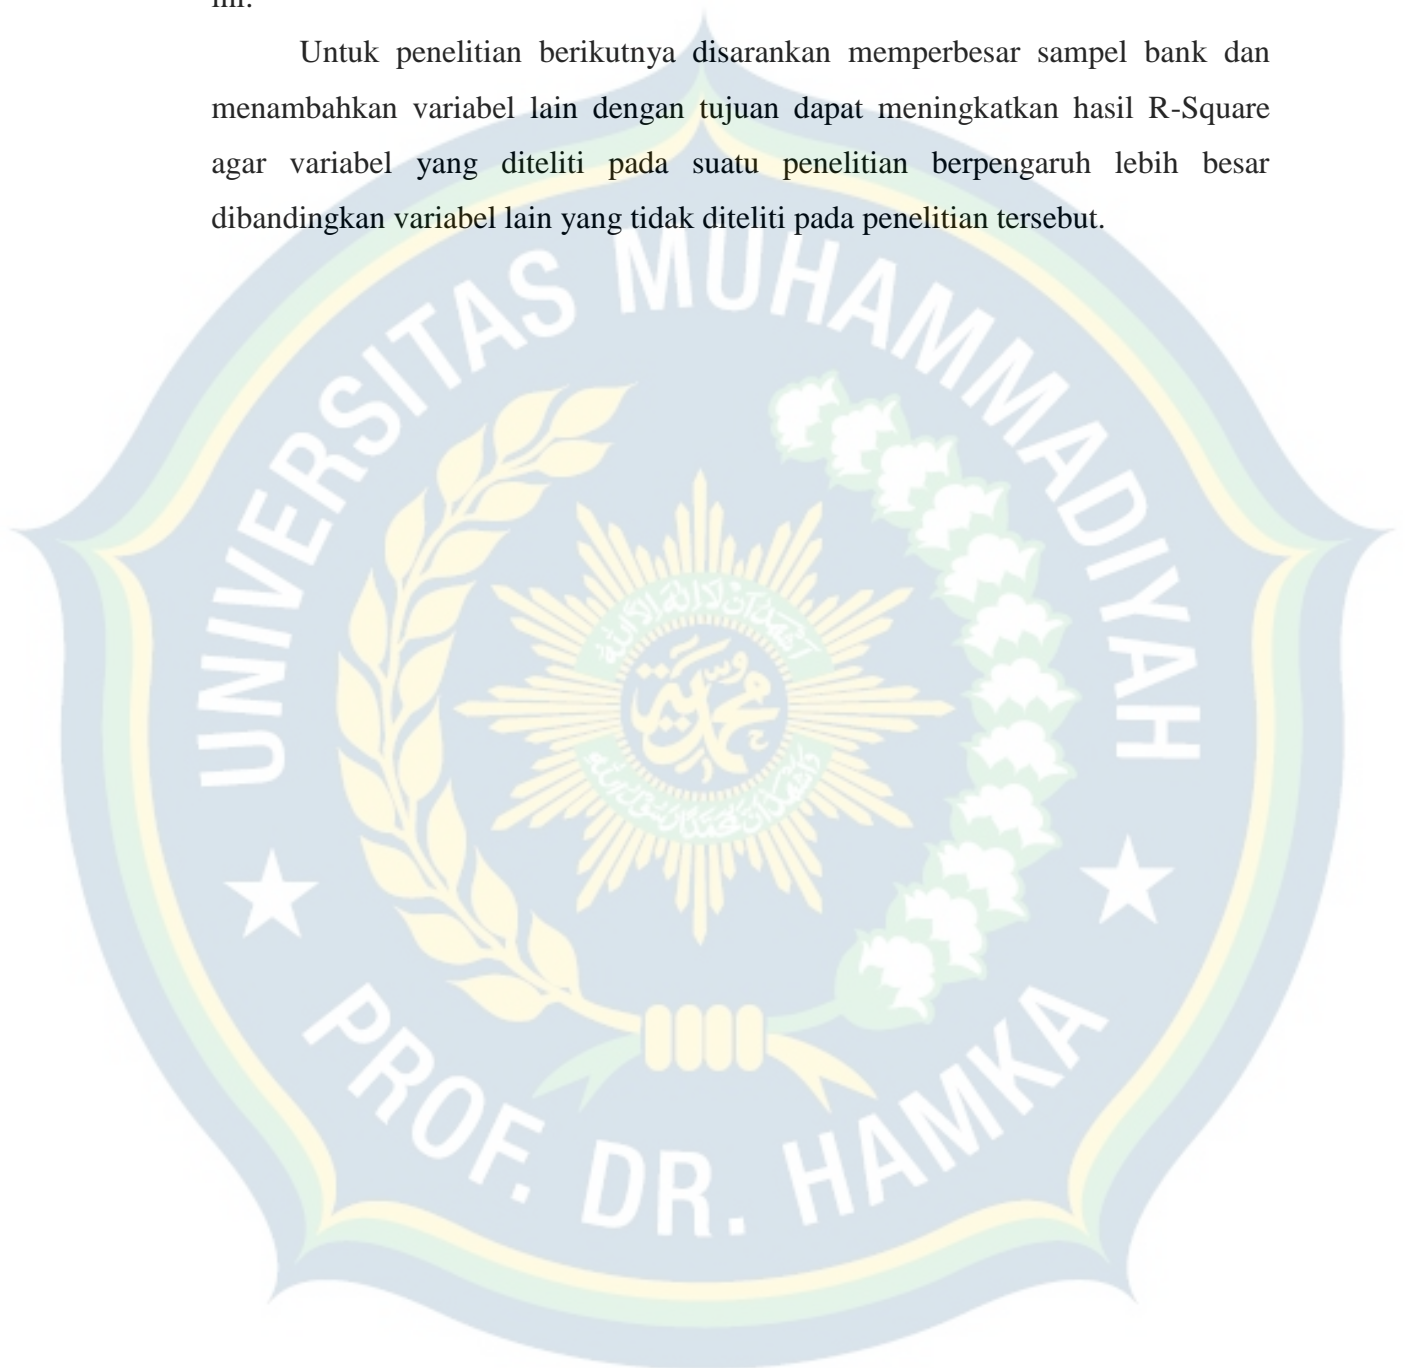 ini.
Untuk penelitian berikutnya disarankan memperbesar sampel bank dan
menambahkan variabel lain dengan tujuan dapat meningkatkan hasil R-Square
agar variabel yang diteliti pada suatu penelitian berpengaruh lebih besar
dibandingkan variabel lain yang tidak diteliti pada penelitian tersebut.
UNIVERSITAS MUHAMMADIYAH
محمدية
PROF. DR. HAMKA